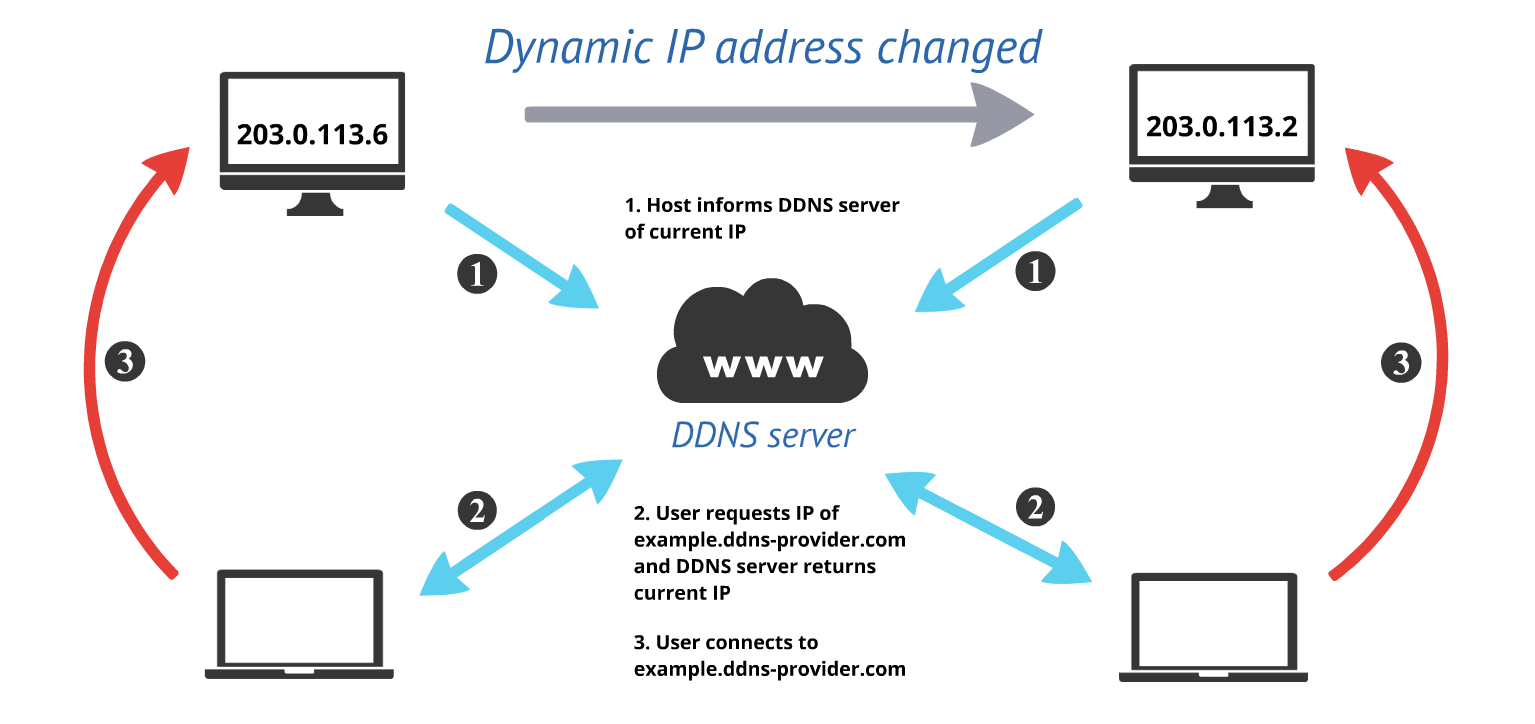 Dynamic IP address changed
203.0.113.6
203.0.113.2
1. Host informs DDNS server
of current IP
1
1
www
3
3
DDNS server
2
2
2. User requests IP of
example.ddns-provider.com
and DDNS server returns
current IP
3. User connects to
example.ddns-provider.com